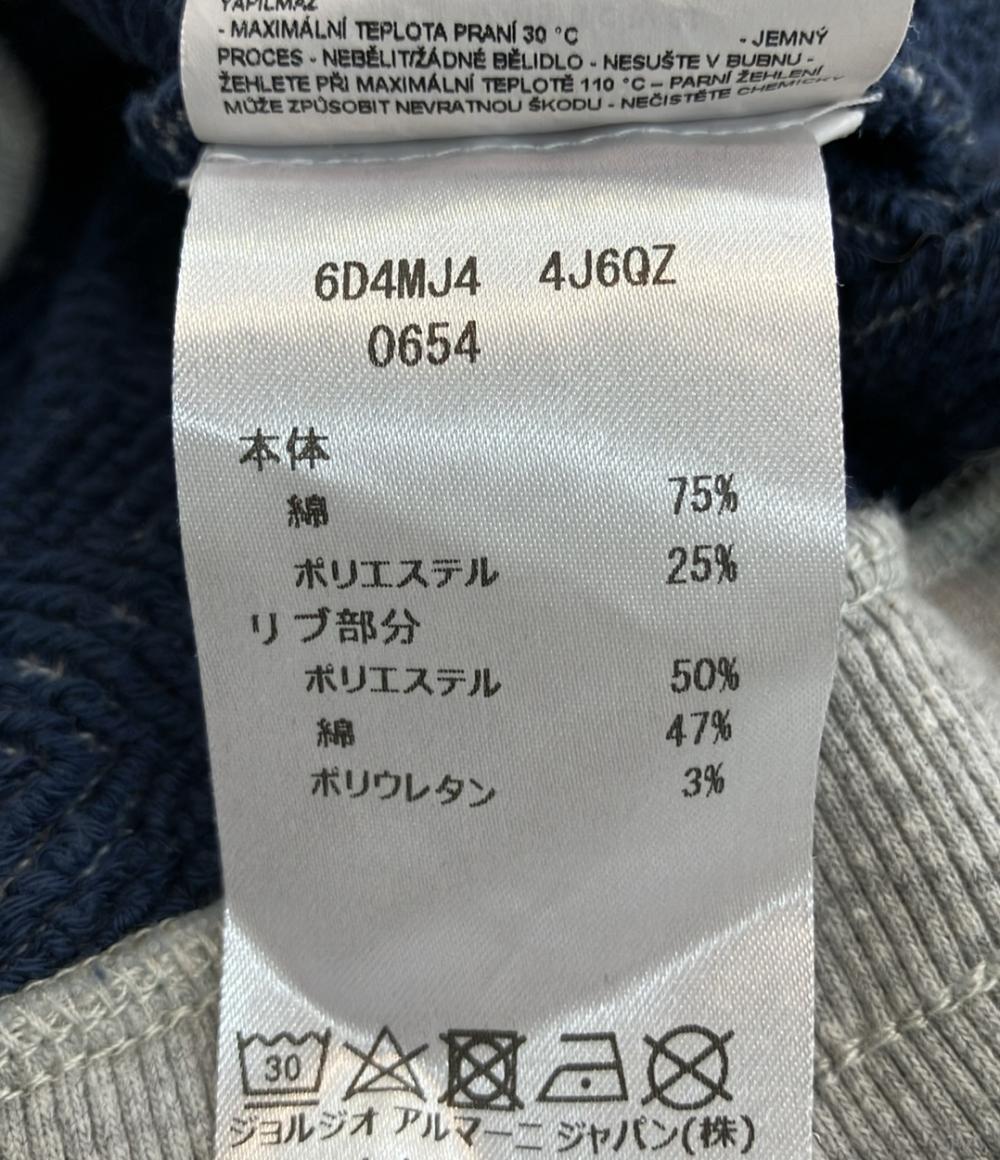 YAPILMAZ
- MAXIMÁLNÍ TEPLOTA PRANÍ 30 °C - JEMNÝ
PROCES - NEBĚLIT/ŽÁDNÉ BĚLIDLO - NESUŠTE V BUBNU -
ŽEHLETE PŘI MAXIMÁLNÍ TEPLOTĚ 110 °C – PARNÍ ŽEHLENÍ
MŮŽE ZPŮSOBIT NEVRATNOU ŠKODU - NEČISTĚTE CHEMICKY
6D4MJ4 4J6QZ
0654
本体
綿 75%
ポリエステル 25%
リブ部分
ポリエステル 50%
綿 47%
ポリウレタン 3%
30
ジョルジオ アルマーニ ジャパン(株)